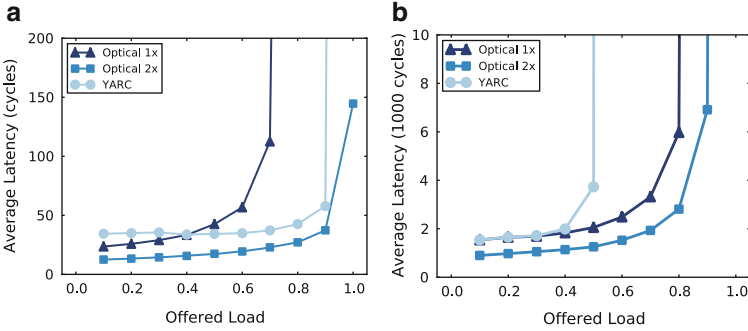 a
Average Latency (cycles)
200
150
100
50
0
Optical 1x
Optical 2x
YARC
0.0 0.2 0.4 0.6 0.8 1.0
Offered Load
b
Average Latency (1000 cycles)
10
8
6
4
2
0
Optical 1x
Optical 2x
YARC
0.0 0.2 0.4 0.6 0.8 1.0
Offered Load